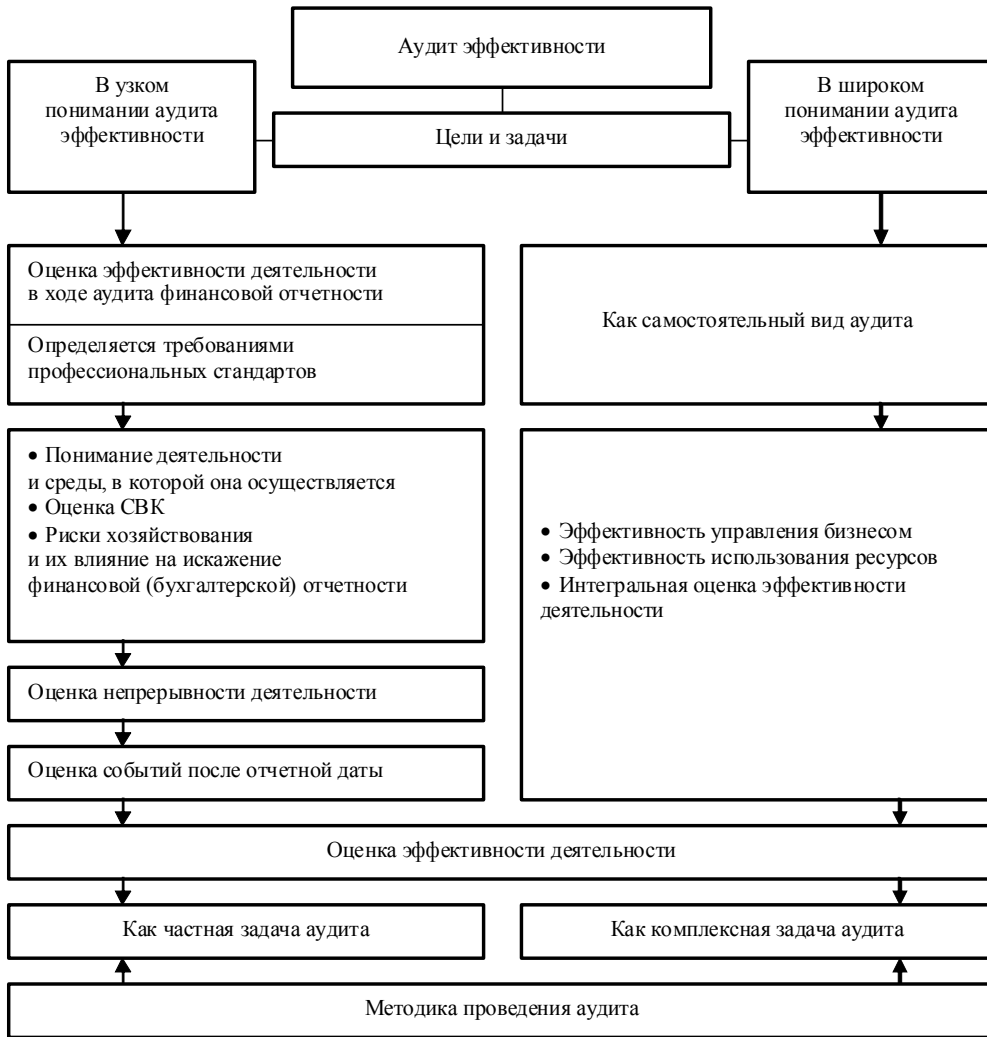 Аудит эффективности
В узком
понимании аудита
эффективности
Цели и задачи
В широком
понимании аудита
эффективности
Оценка эффективности деятельности
в ходе аудита финансовой отчетности
Определяется требованиями
профессиональных стандартов
Как самостоятельный вид аудита
• Понимание деятельности
и среды, в которой она осуществляется
• Оценка СВК
• Риски хозяйствования
и их влияние на искажение
финансовой (бухгалтерской) отчетности
• Эффективность управления бизнесом
• Эффективность использования ресурсов
• Интегральная оценка эффективности
деятельности
Оценка непрерывности деятельности
Оценка событий после отчетной даты
Оценка эффективности деятельности
Как частная задача аудита
Как комплексная задача аудита
Методика проведения аудита